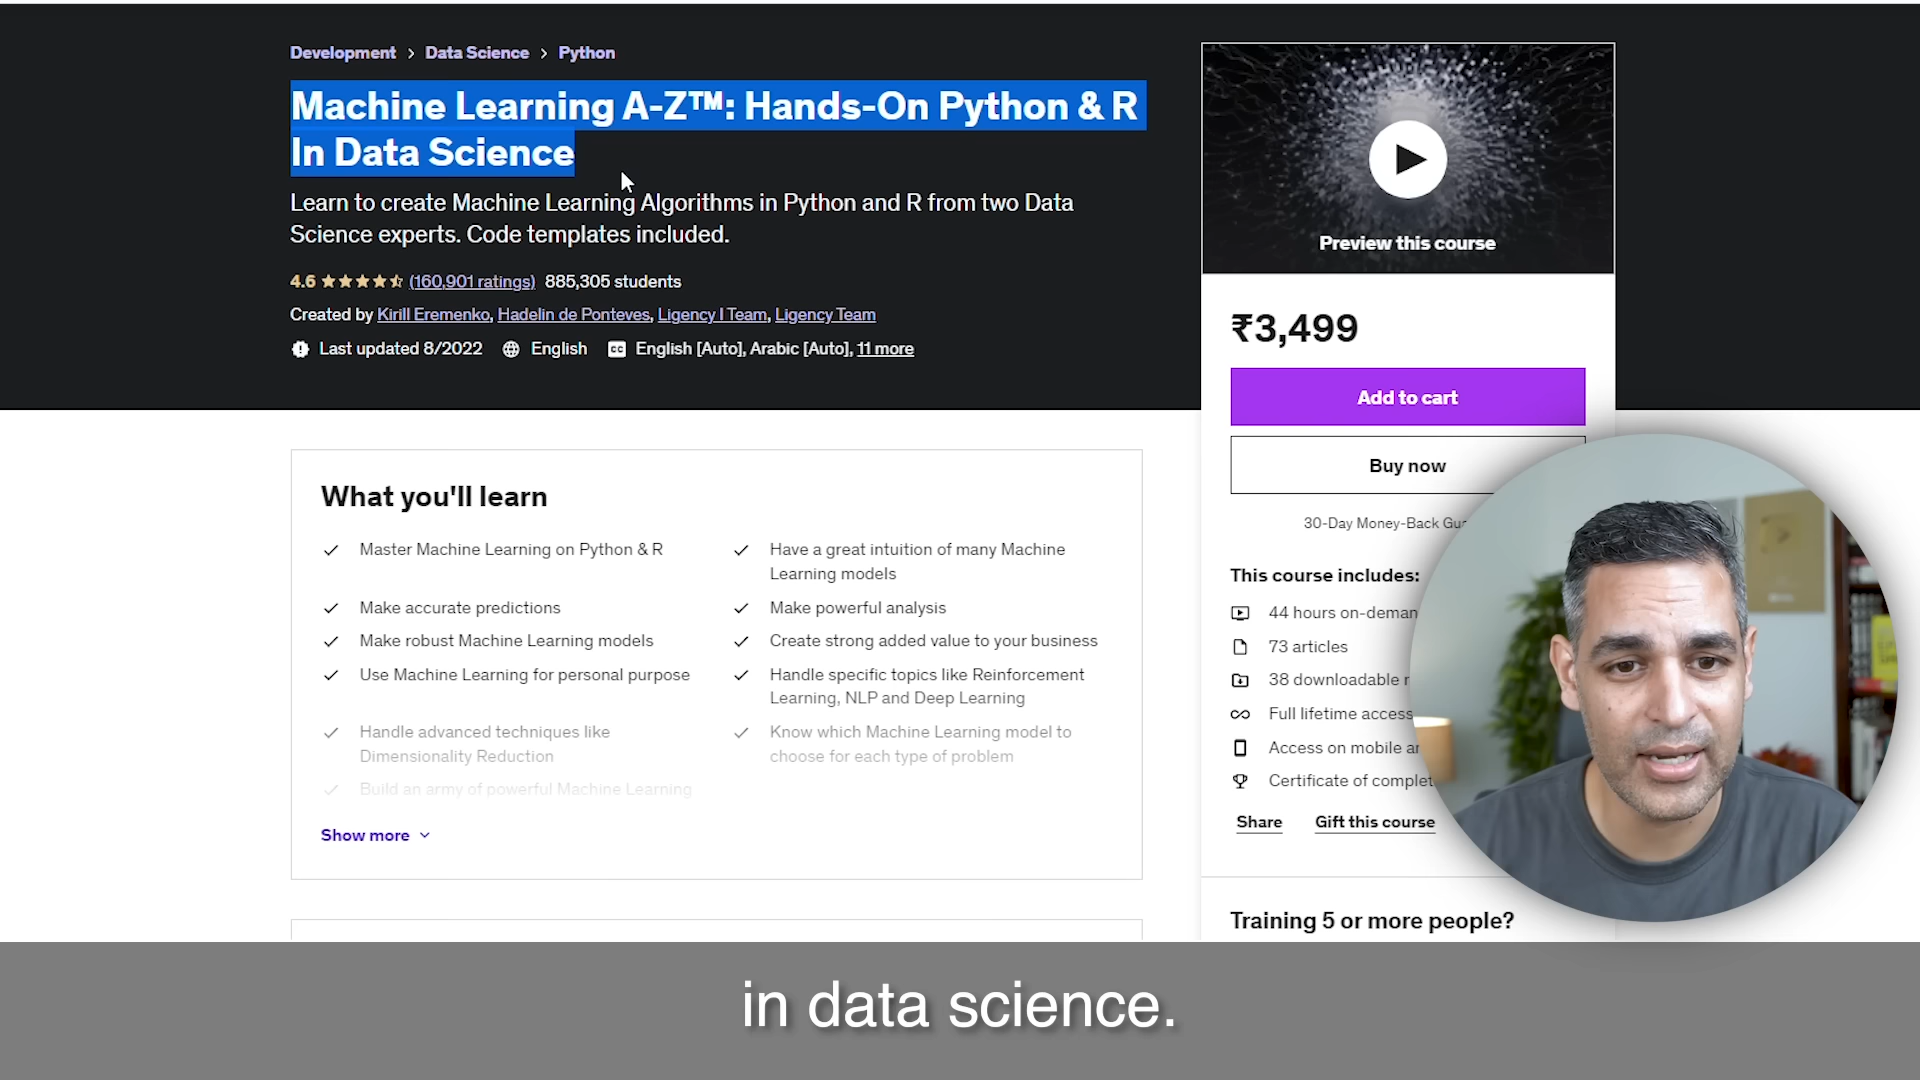 Development > Data Science > Python
Machine Learning A-Z™: Hands-On Python & R
In Data Science
Learn to create Machine Learning Algorithms in Python and R from two Data
Science experts. Code templates included.
4.6 (160,901 ratings) 885,305 students
Created by Kirill Eremenko, Hadelin de Ponteves, Ligency I Team, Ligency Team
Last updated 8/2022 English CC English [Auto], Arabic [Auto], 11 more
Preview this course
₹3,499
Add to cart
Buy now
30-Day Money-Back
This course includes:
44 hours
73 articles
38 downloadable
Full lifetime access
Access on mobile
Certificate of
Share Gift this course
Training 5 or more people?
What you'll learn
Master Machine Learning on Python & R
Make accurate predictions
Make robust Machine Learning models
Use Machine Learning for personal purpose
Handle advanced techniques like
Dimensionality Reduction
Build an army of powerful Machine Learning
Have a great intuition of many Machine
Learning models
Make powerful analysis
Create strong added value to your business
Handle specific topics like Reinforcement
Learning, NLP and Deep Learning
Know which Machine Learning model to
choose for each type of problem
Show more
in data science.